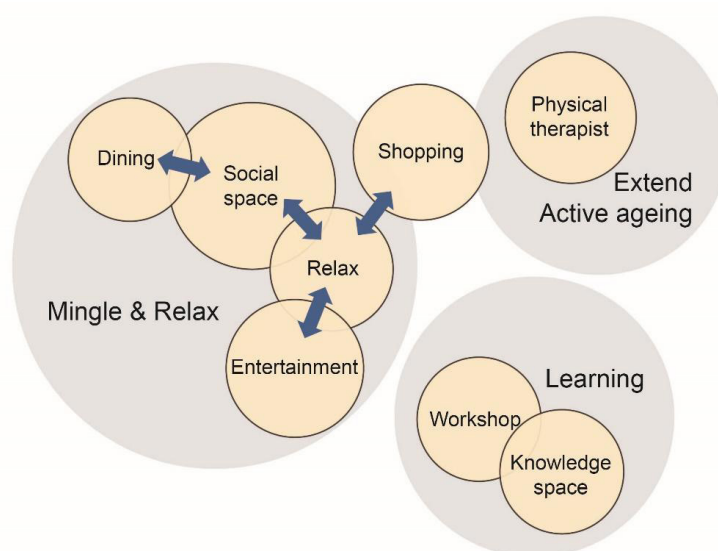 Dining
Social
space
Shopping
Physical
therapist
Extend
Active ageing
Relax
Mingle & Relax
Entertainment
Learning
Workshop
Knowledge
space